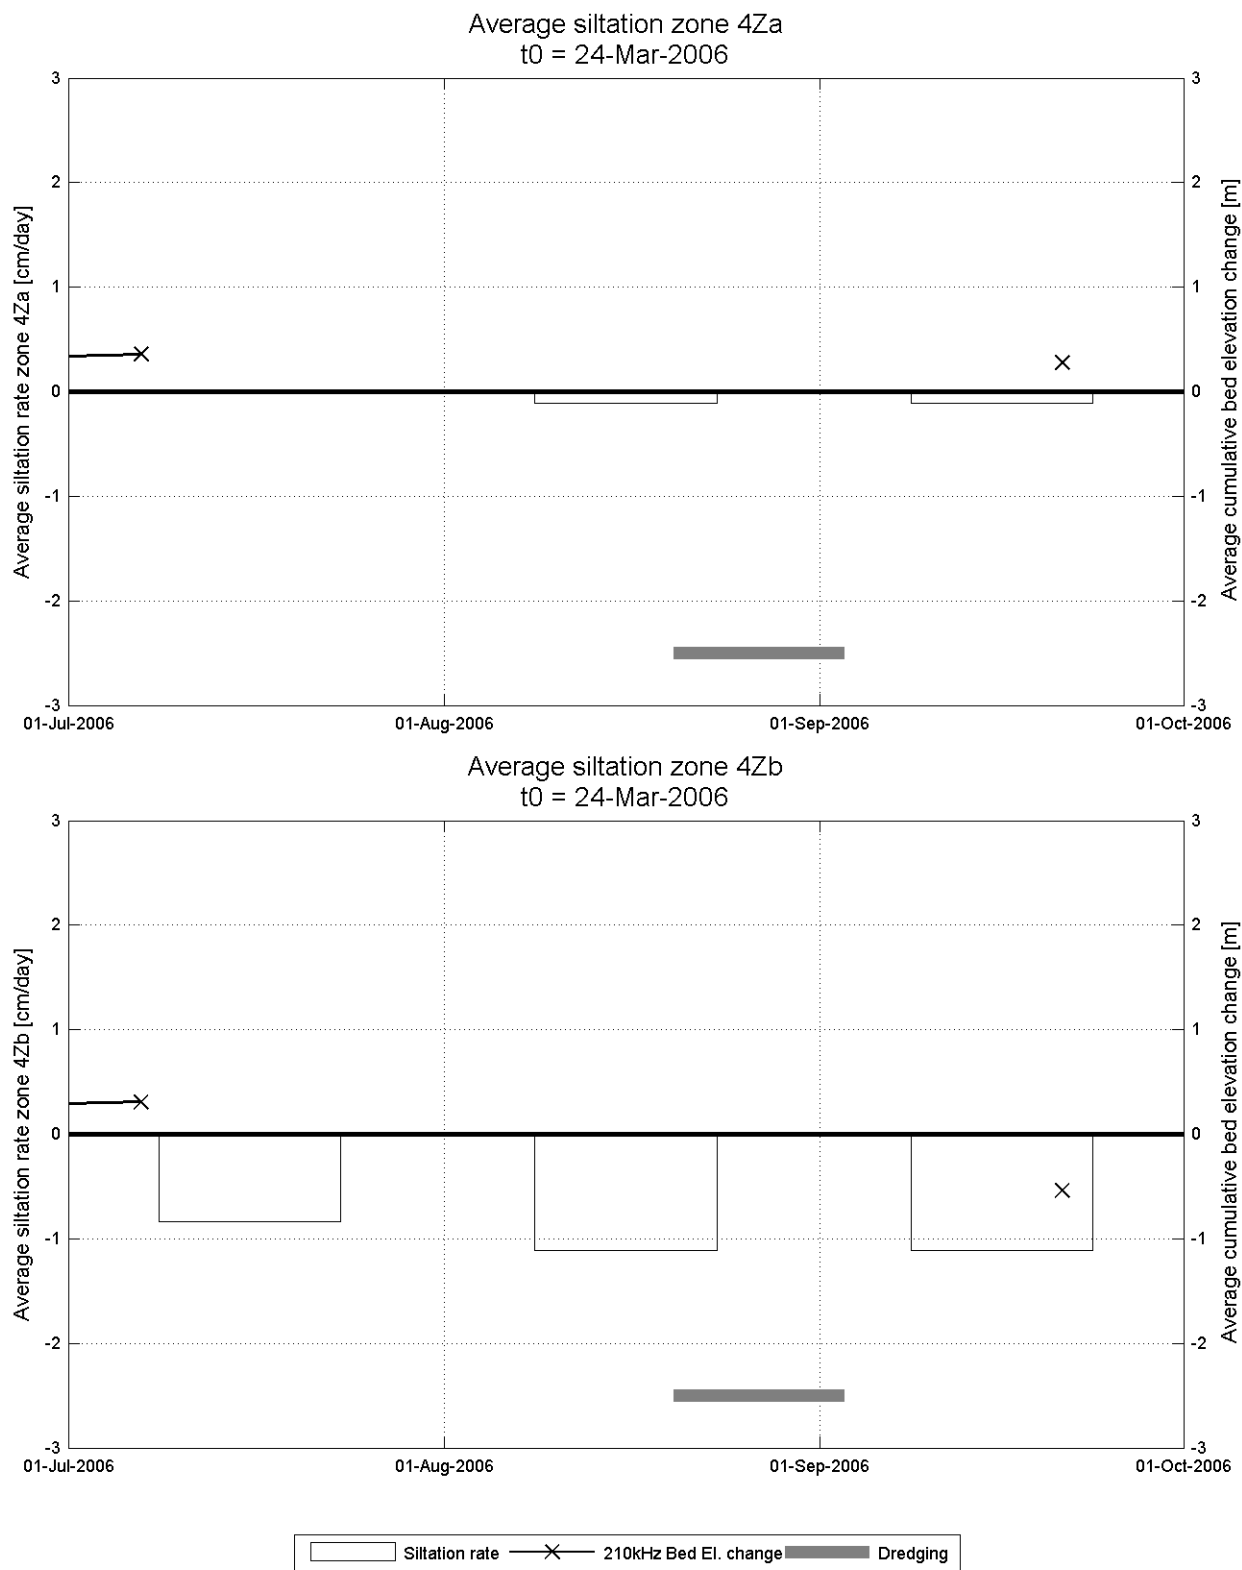 Average siltation zone 4Za
t0 = 24-Mar-2006
3
2
1
0
-1
-2
-3
3
2
1
0
-1
-2
-3
Average siltation rate zone 4Za [cm/day]
Average cumulative bed elevation change [m]
01-Jul-2006 01-Aug-2006 01-Sep-2006 01-Oct-2006
Average siltation zone 4Zb
t0 = 24-Mar-2006
3
2
1
0
-1
-2
-3
3
2
1
0
-1
-2
-3
Average siltation rate zone 4Zb [cm/day]
Average cumulative bed elevation change [m]
01-Jul-2006 01-Aug-2006 01-Sep-2006 01-Oct-2006
Siltation rate 210kHz Bed El. change Dredging